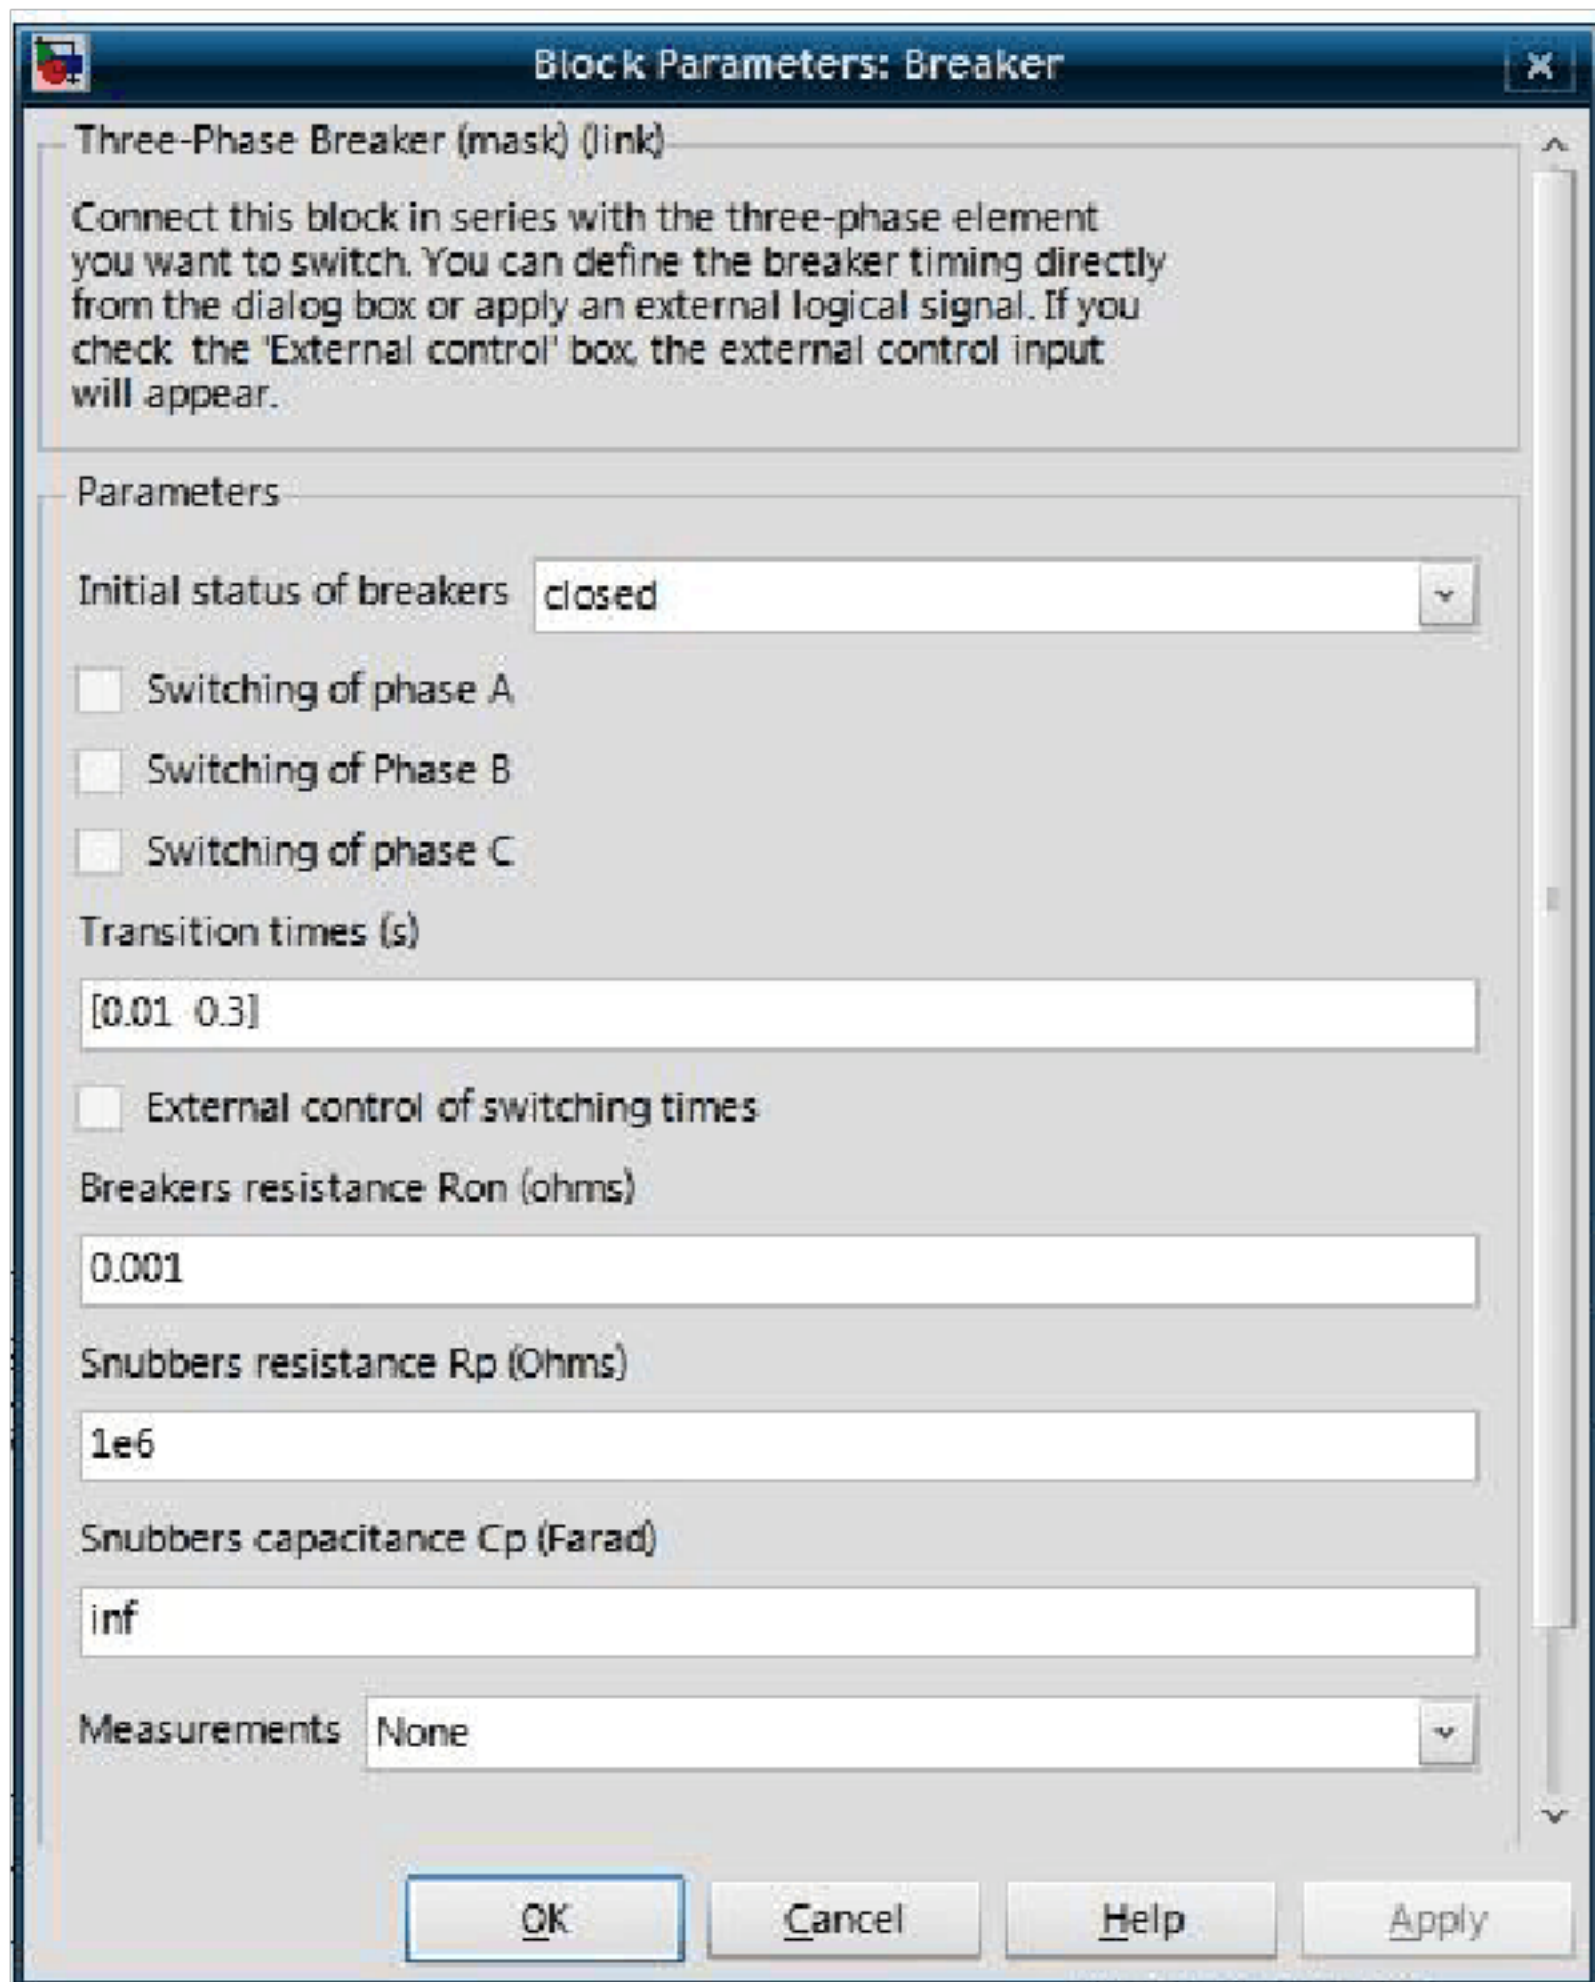 Block Parameters: Breaker
Three-Phase Breaker (mask) (link)
Connect this block in series with the three-phase element
you want to switch. You can define the breaker timing directly
from the dialog box or apply an external logical signal. If you
check the 'External control' box, the external control input
will appear.
Parameters
Initial status of breakers closed
Switching of phase A
Switching of Phase B
Switching of phase C
Transition times (s)
[0.01 0.3]
External control of switching times
Breakers resistance Ron (ohms)
0.001
Snubbers resistance Rp (Ohms)
1e6
Snubbers capacitance Cp (Farad)
inf
Measurements None
OK Cancel Help Apply